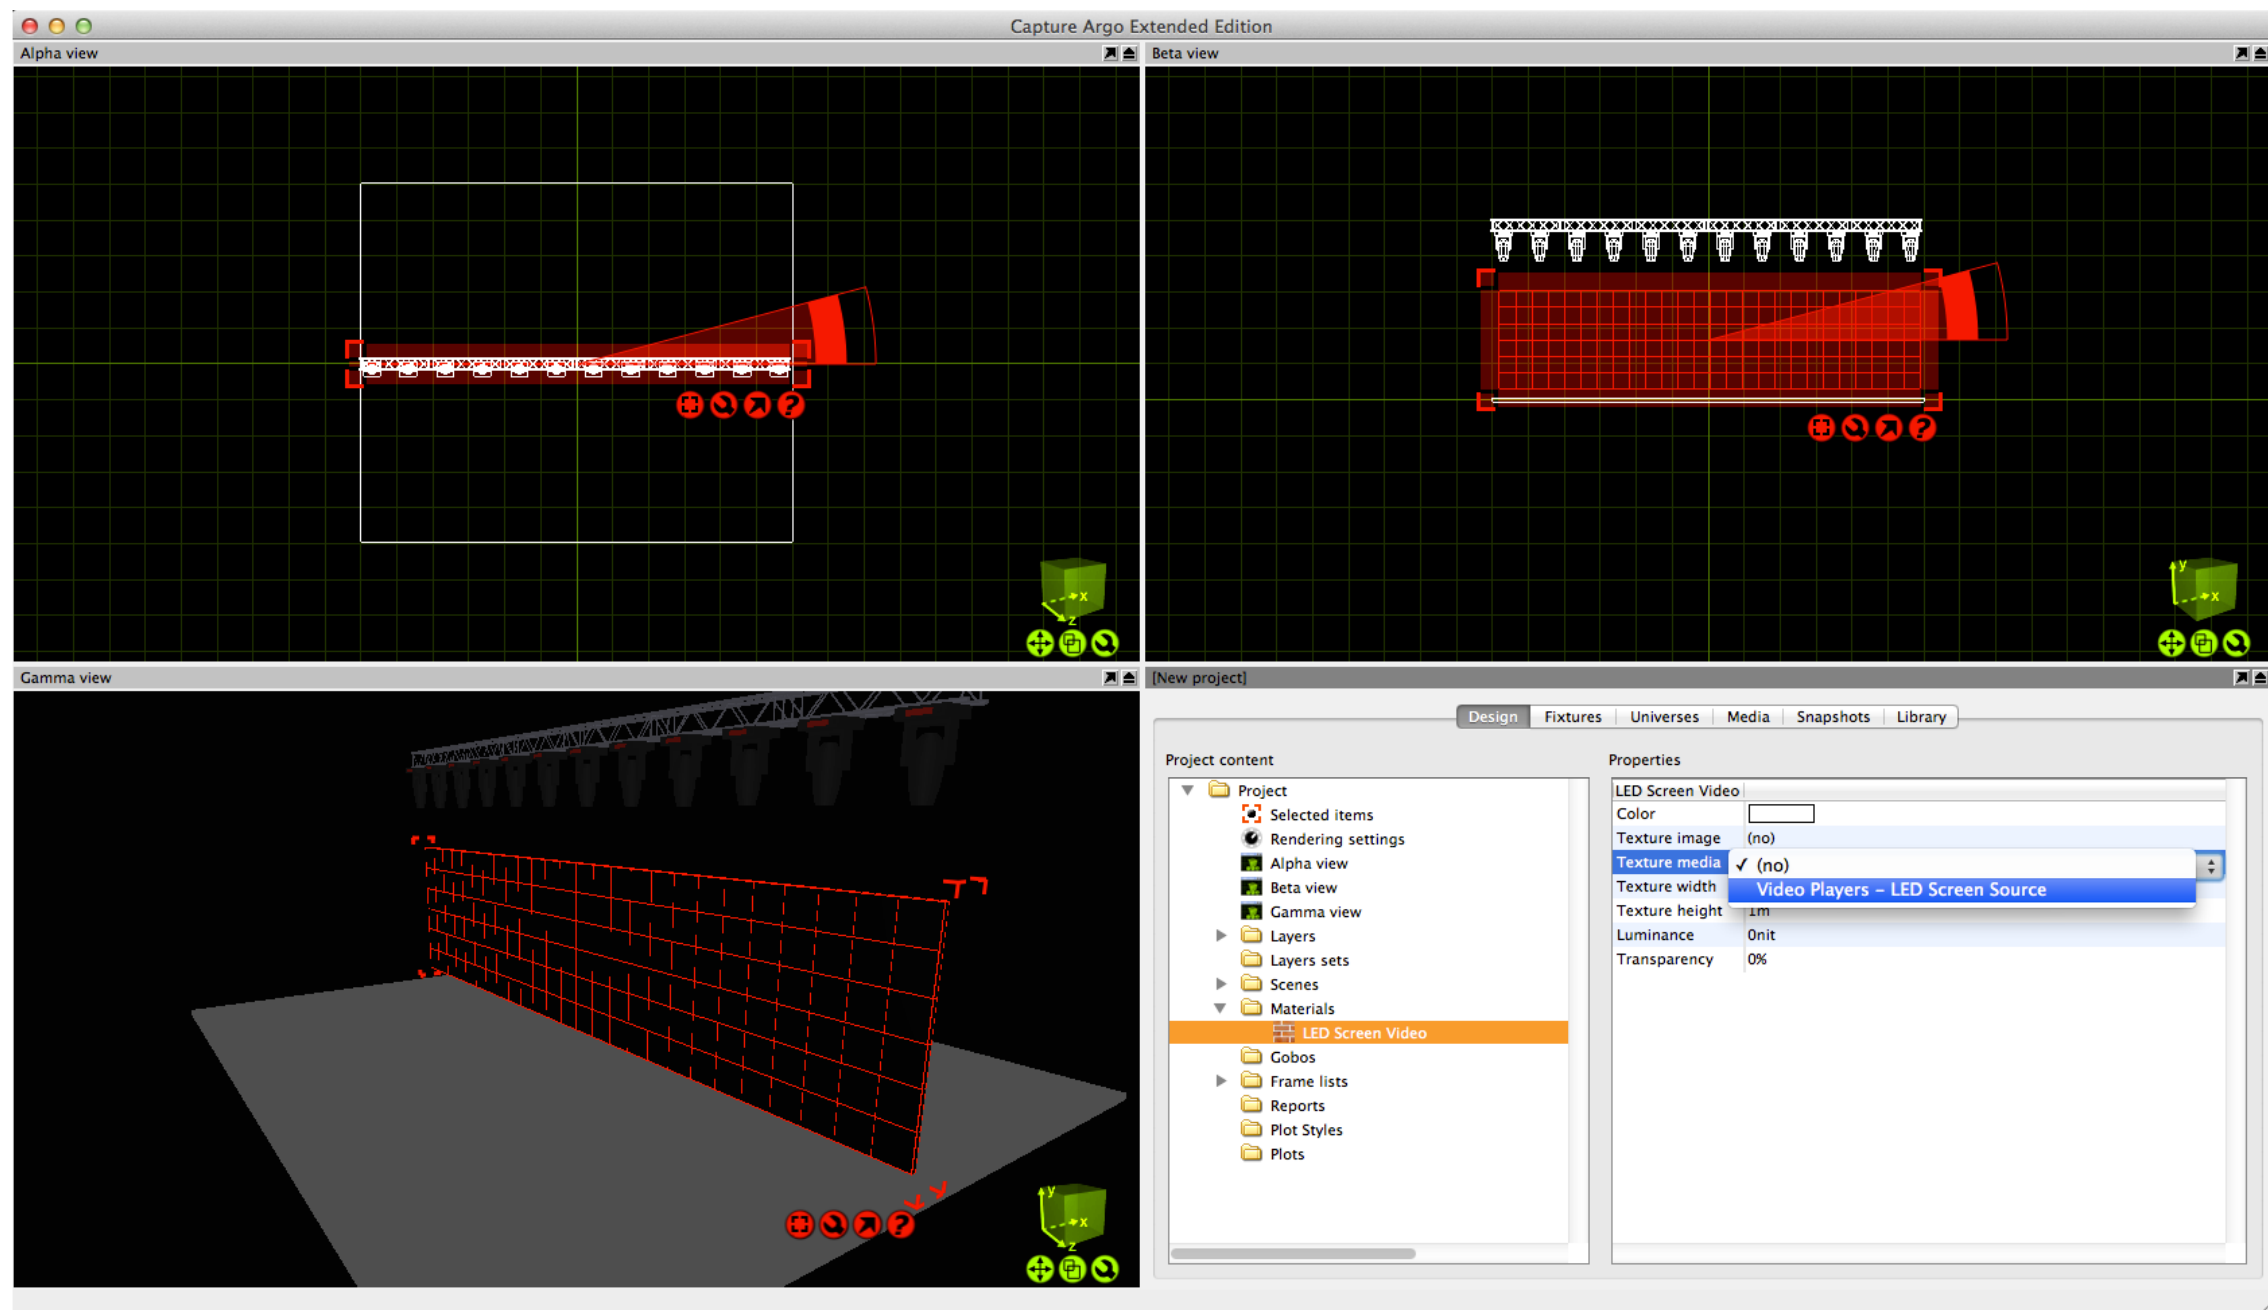 Capture Argo Extended Edition
Alpha view
Beta view
x
z
y
x
Gamma view
y
x
z
[New project]
Design Fixtures Universes Media Snapshots Library
Project content
Project
Selected items
Rendering settings
Alpha view
Beta view
Gamma view
Layers
Layers sets
Scenes
Materials
LED Screen Video
Gobos
Frame lists
Reports
Plot Styles
Plots
Properties
LED Screen Video
Color
Texture image (no)
Texture media ✓ (no)
Texture width Video Players - LED Screen Source
Texture height 1m
Luminance 0nit
Transparency 0%